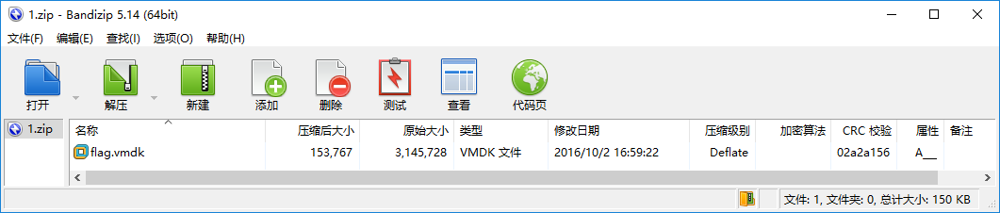 1.zip - Bandizip 5.14 (64bit)
文件(F) 编辑(E) 查找(I) 选项(O) 帮助(H)
打开 解压 新建 添加 删除 测试 查看 代码页
1.zip
名称 压缩后大小 原始大小 类型 修改日期 压缩级别 加密算法 CRC 校验 属性 备注
flag.vmdk 153,767 3,145,728 VMDK 文件 2016/10/2 16:59:22 Deflate 02a2a156 A__
文件: 1, 文件夹: 0, 总计大小: 150 KB